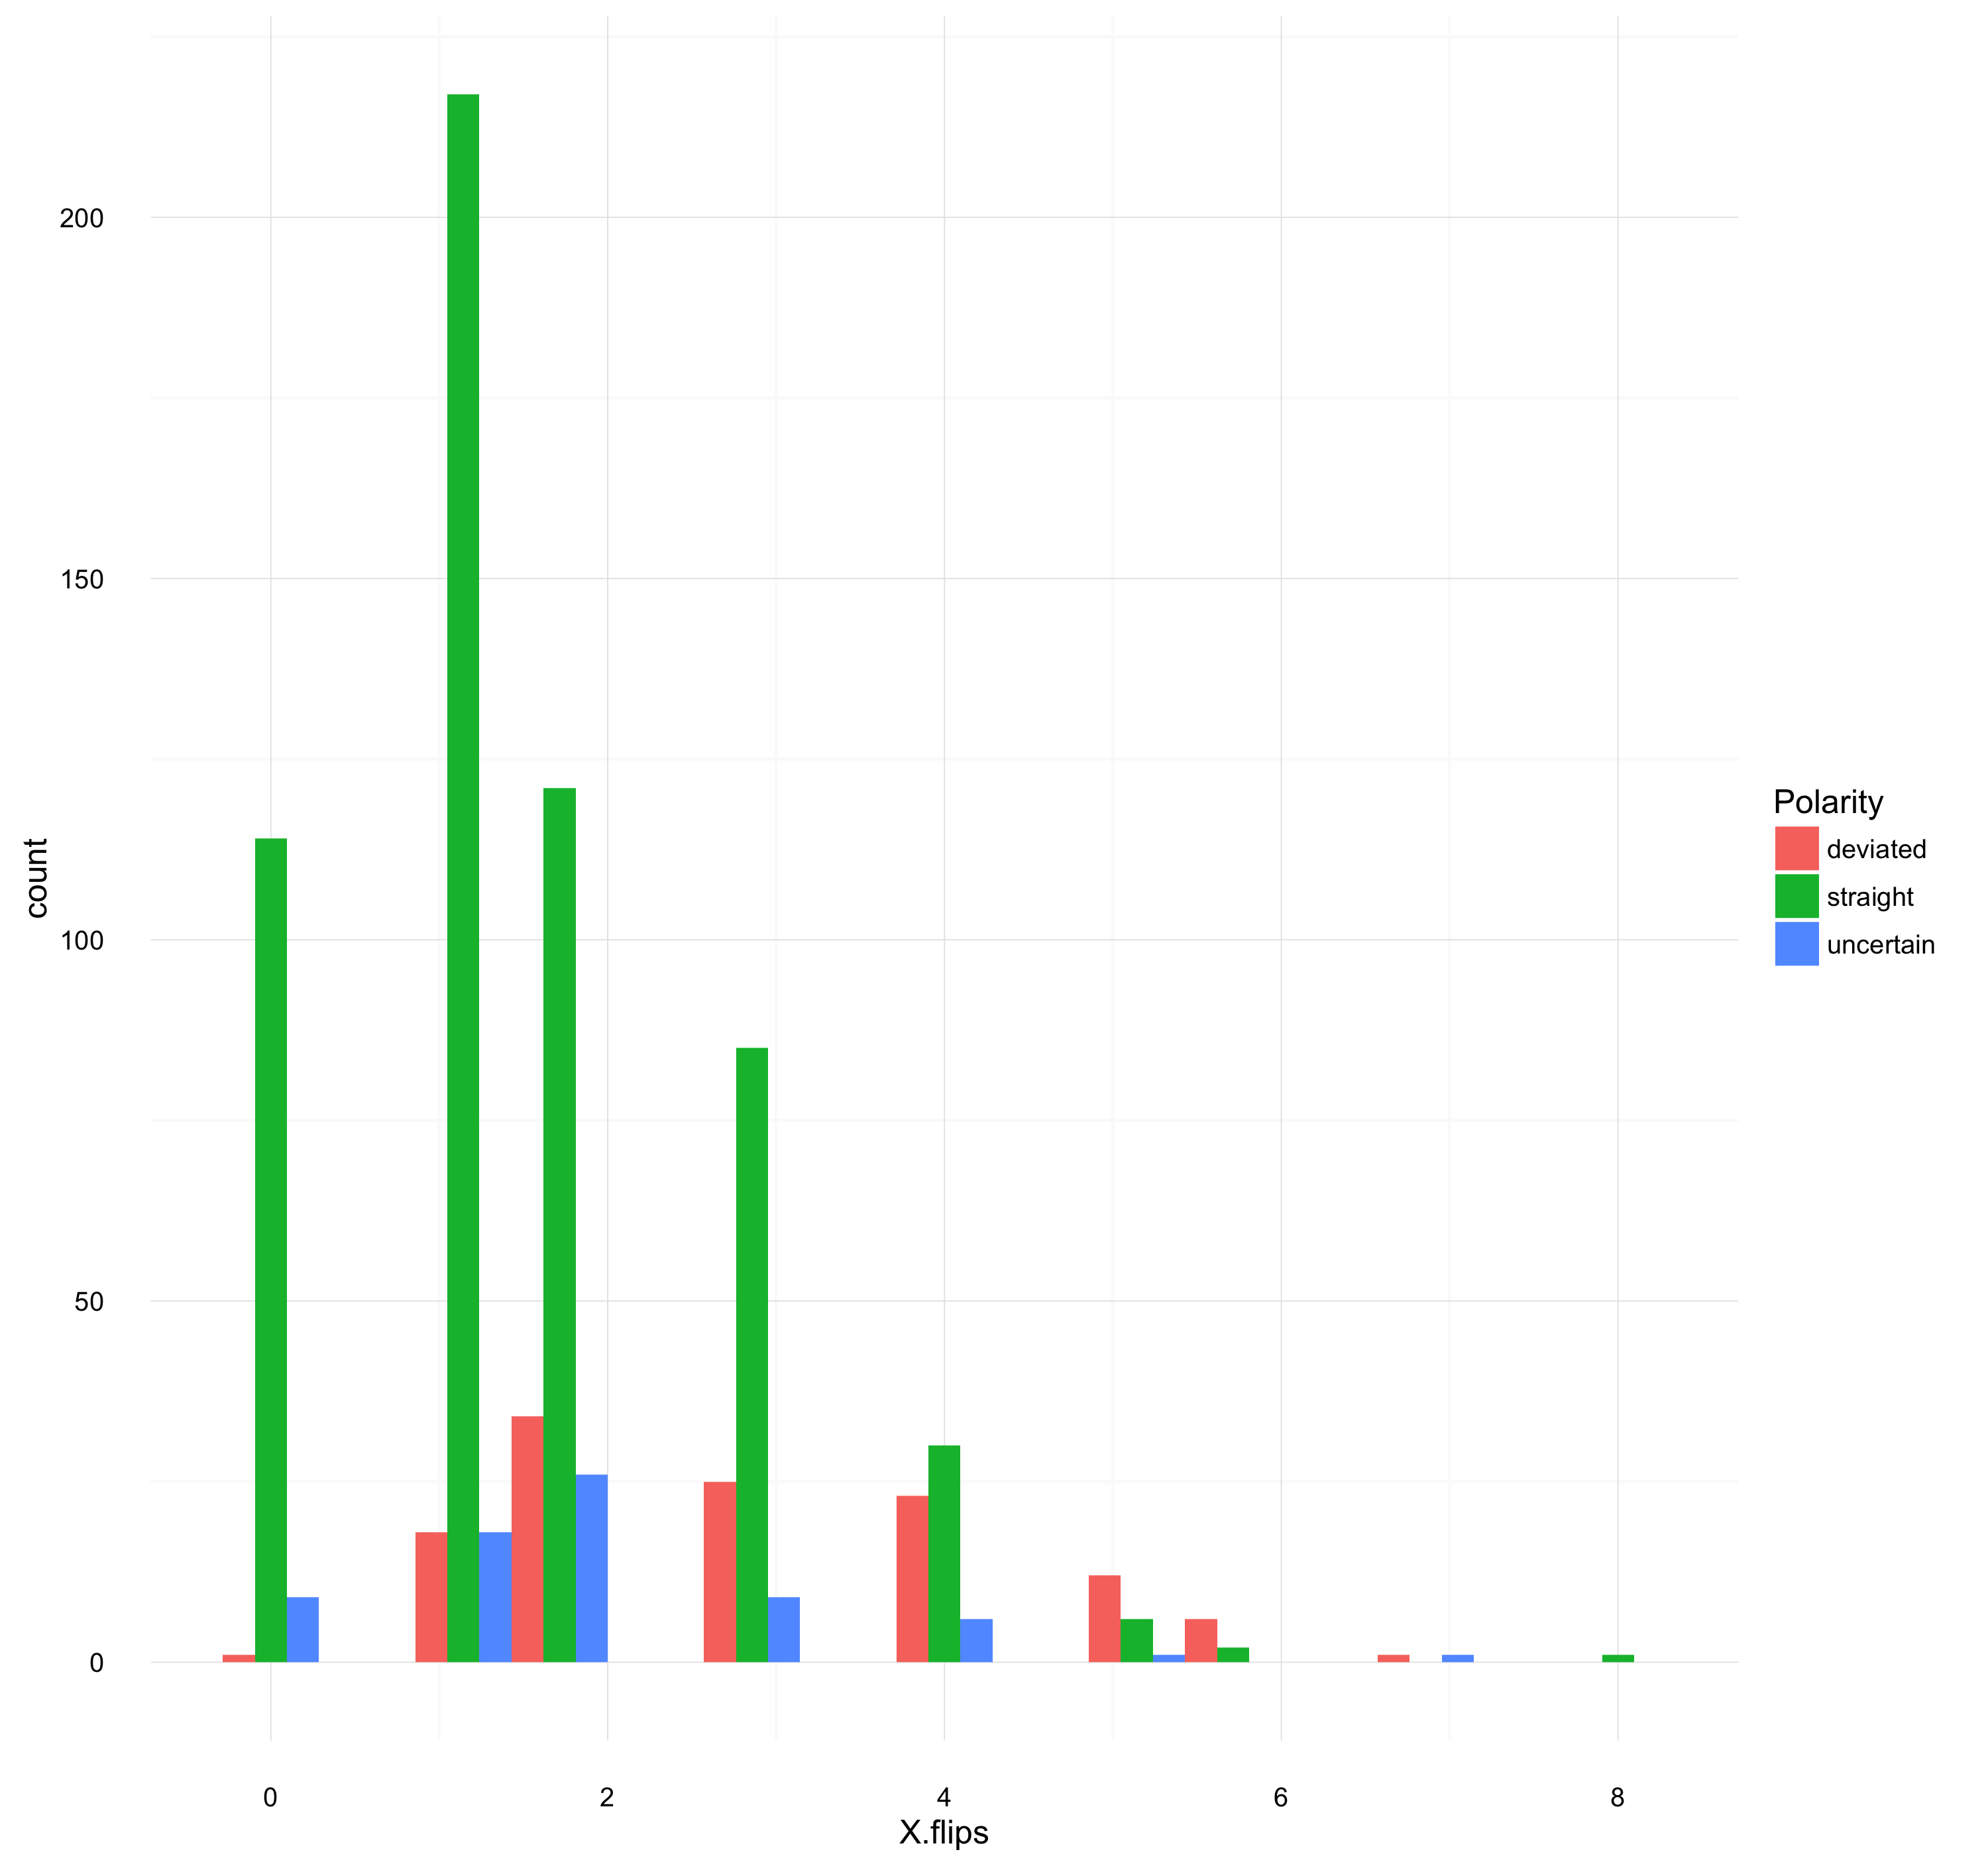 200
150
100
50
0
count
0 2 4 6 8
X.flips
Polarity
deviated
straight
uncertain